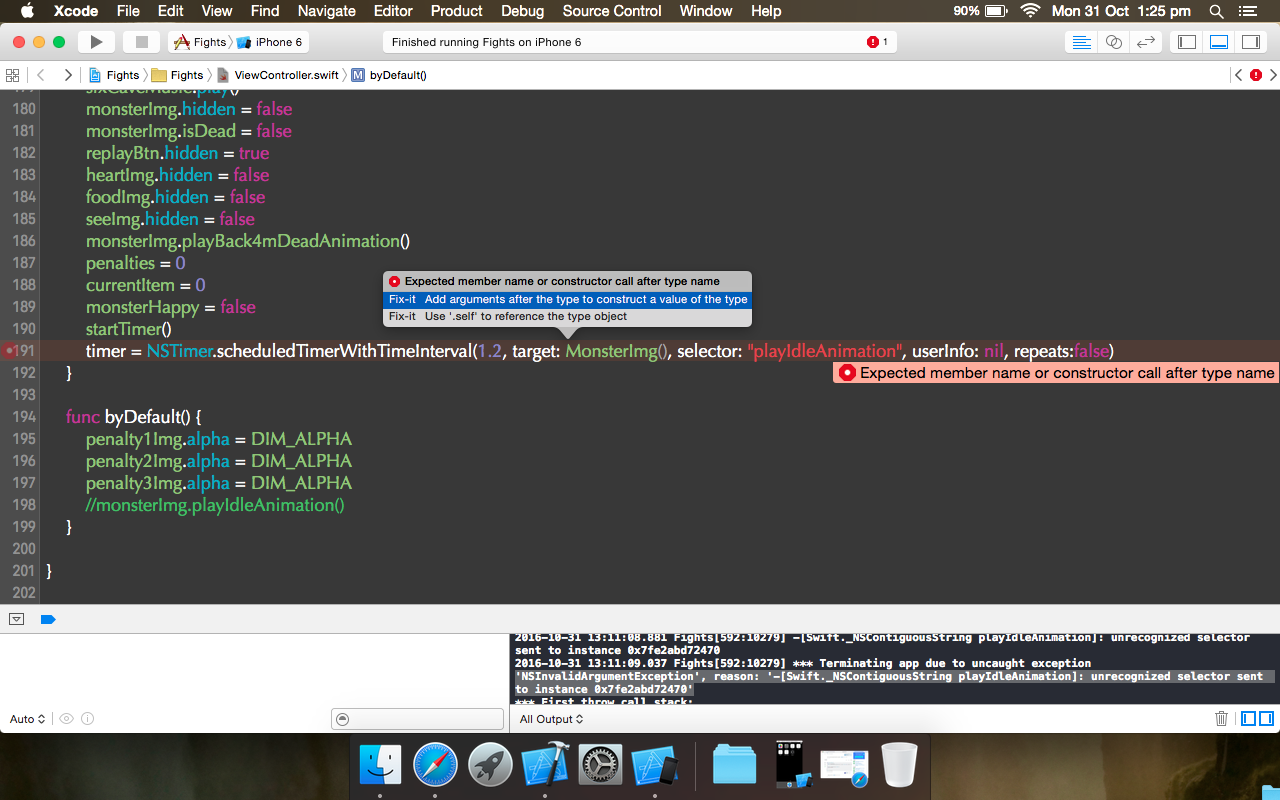 Xcode File Edit View Find Navigate Editor Product Debug Source Control Window Help 90% Mon 31 Oct 1:25 pm
Fights iPhone 6 Finished running Fights on iPhone 6 1
Fights Fights ViewController.swift M byDefault()
180 monsterImg.hidden = false
181 monsterImg.isDead = false
182 replayBtn.hidden = true
183 heartImg.hidden = false
184 foodImg.hidden = false
185 seeImg.hidden = false
186 monsterImg.playBack4mDeadAnimation()
187 penalties = 0
188 currentItem = 0
Expected member name or constructor call after type name
Fix-it Add arguments after the type to construct a value of the type
Fix-it Use '.self' to reference the type object
189 monsterHappy = false
190 startTimer()
191 timer = NSTimer.scheduledTimerWithTimeInterval(1.2, target: MonsterImg(), selector: "playIdleAnimation", userInfo: nil, repeats:false)
192 }
Expected member name or constructor call after type name
193
194 func byDefault() {
195 penalty1Img.alpha = DIM_ALPHA
196 penalty2Img.alpha = DIM_ALPHA
197 penalty3Img.alpha = DIM_ALPHA
198 //monsterImg.playIdleAnimation()
199 }
200
201 }
202
2016-10-31 13:11:08.881 Fights[592:10279] -[Swift._NSContiguousString playIdleAnimation]: unrecognized selector
sent to instance 0x7fe2abd72470
2016-10-31 13:11:09.037 Fights[592:10279] *** Terminating app due to uncaught exception
'NSInvalidArgumentException', reason: '-[Swift._NSContiguousString playIdleAnimation]: unrecognized selector sent
to instance 0x7fe2abd72470'
*** First throw call stack:
Auto All Output